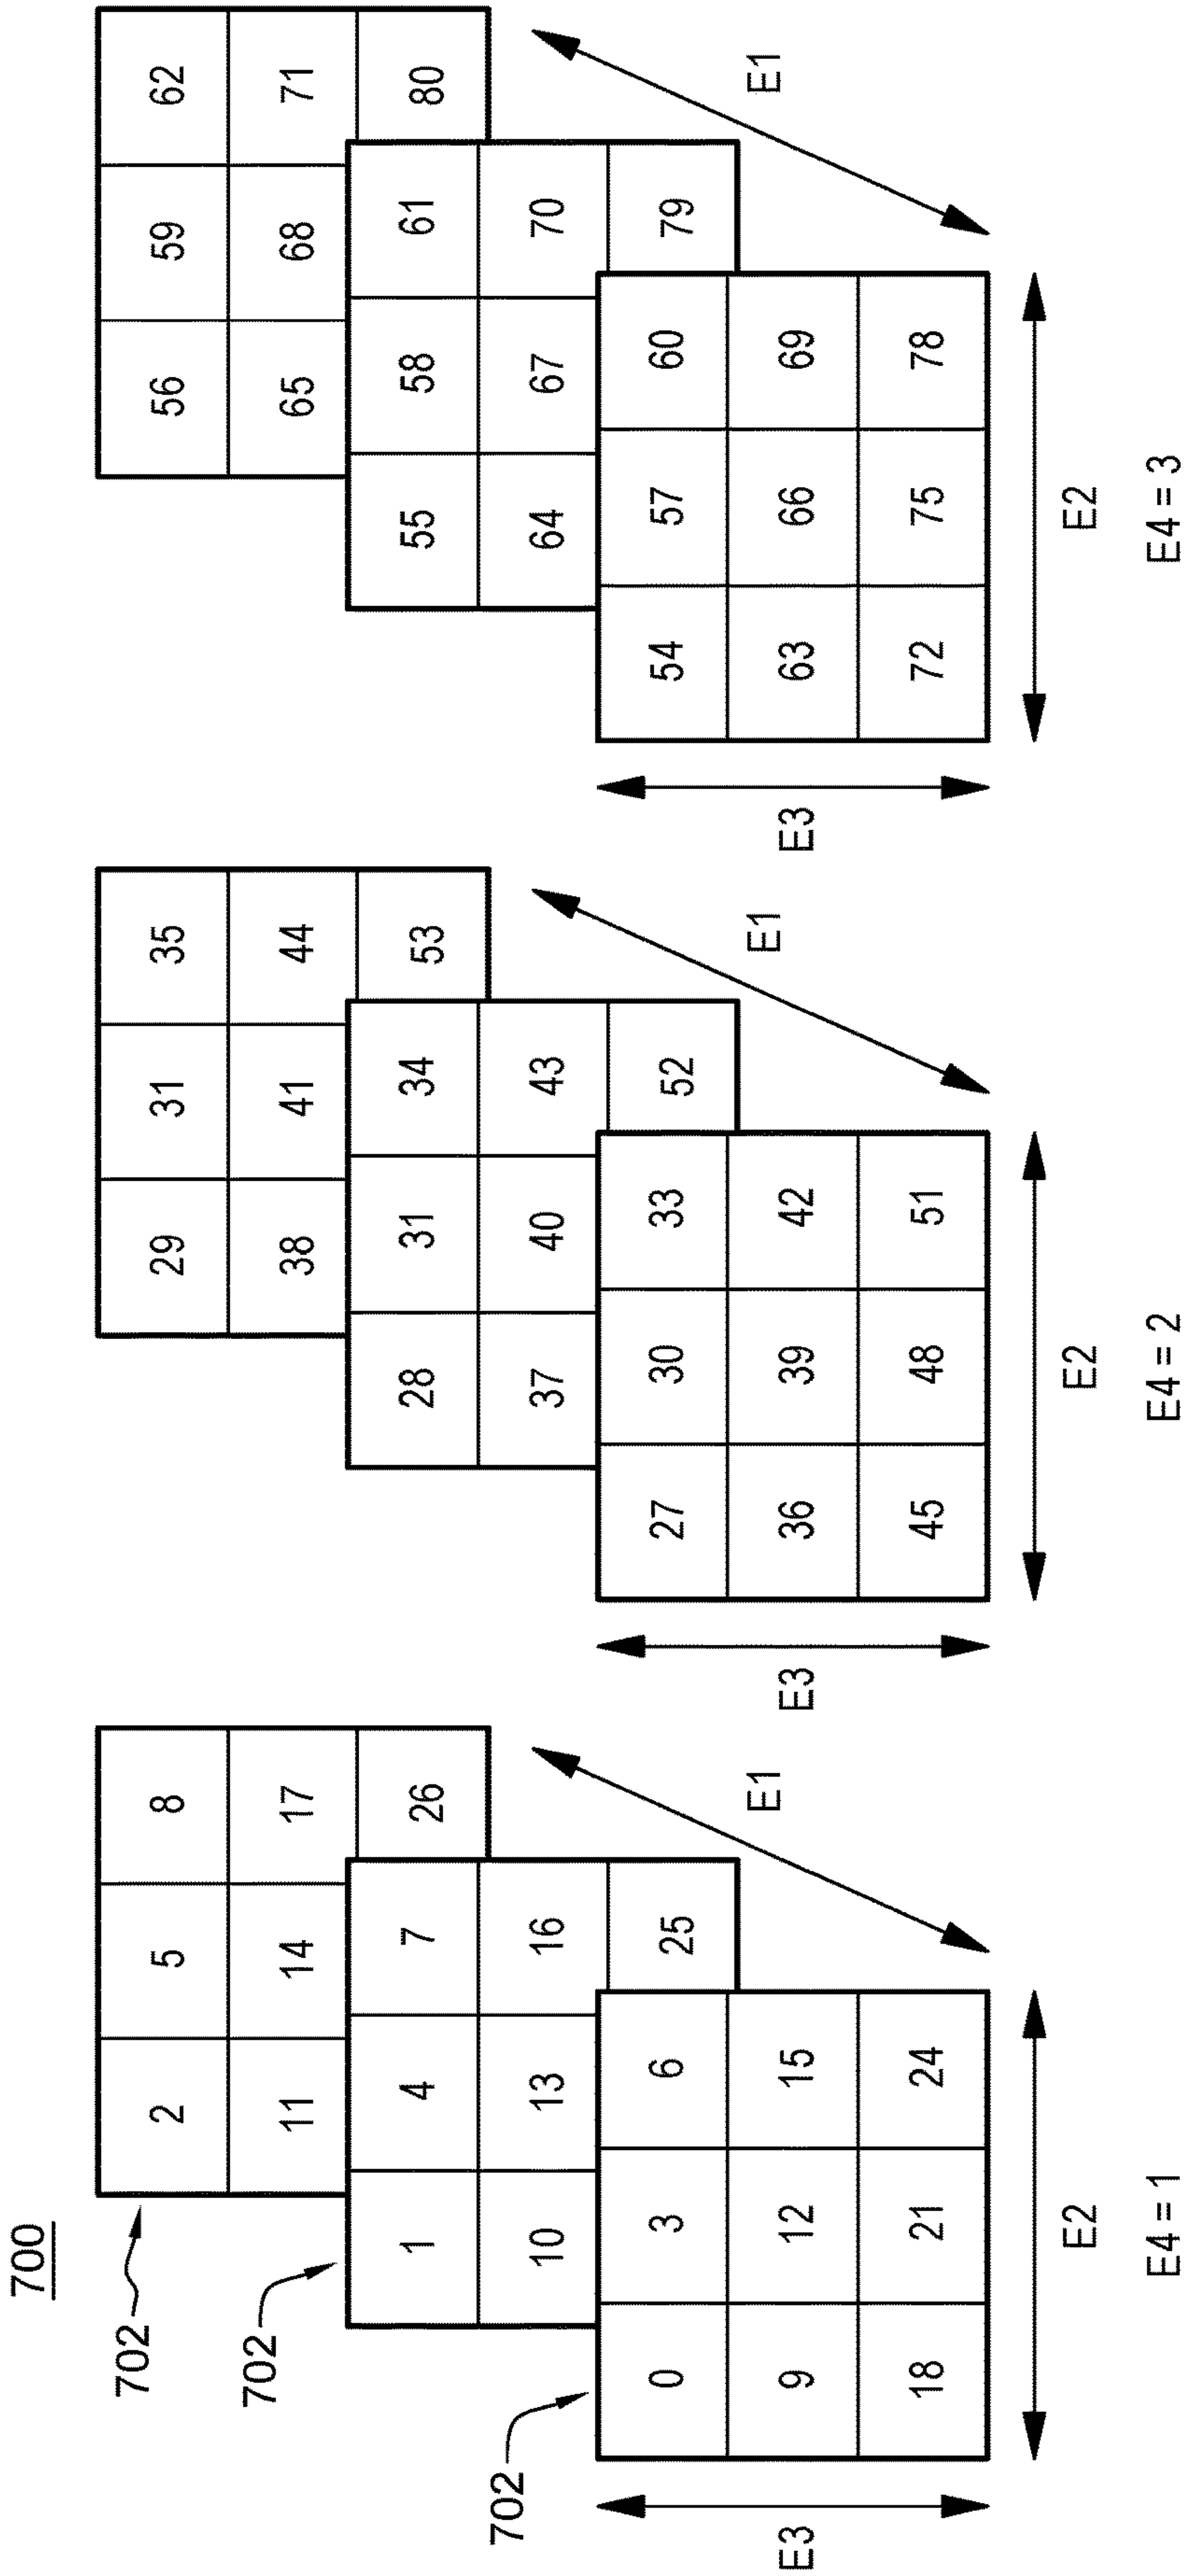 700
702
2 5 8 29 31 35 56 59 62
702
11 14 17 38 41 44 65 68 71
1 4 7 26 28 31 34 53 55 58 61 80
702
10 13 16 37 40 43 64 67 70
0 3 6 25 27 30 33 52 54 57 60 79
E1 E1 E1
E3 9 12 15 E3 36 39 42 E3 63 66 69
18 21 24 45 48 51 72 75 78
E2 E2 E2
E4 = 1 E4 = 2 E4 = 3